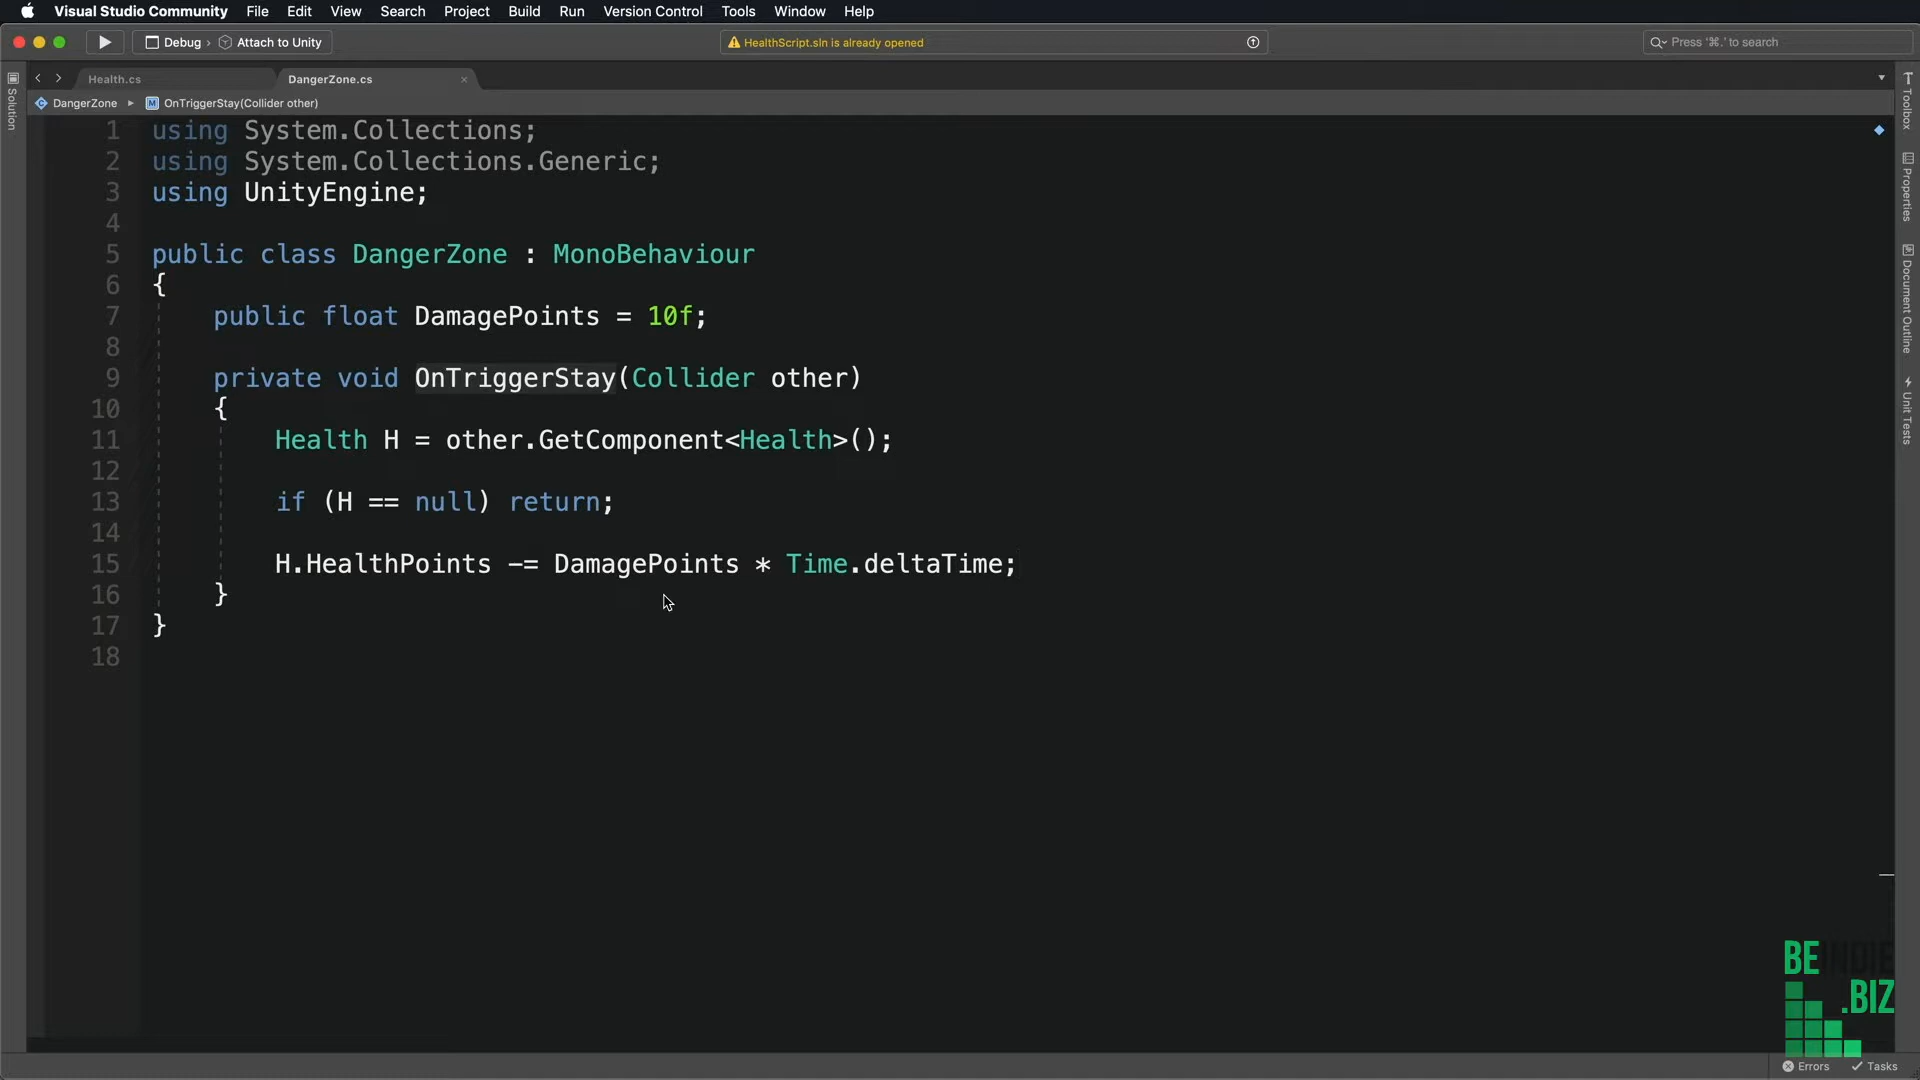 Visual Studio Community File Edit View Search Project Build Run Version Control Tools Window Help
Debug › Attach to Unity
HealthScript.sln is already opened
Press '⌘.' to search
Health.cs
DangerZone.cs
DangerZone ▸ OnTriggerStay(Collider other)
Solution
Toolbox
Properties
Document Outline
Unit Tests
1 using System.Collections;
2 using System.Collections.Generic;
3 using UnityEngine;
4
5 public class DangerZone : MonoBehaviour
6 {
7 public float DamagePoints = 10f;
8
9 private void OnTriggerStay(Collider other)
10 {
11 Health H = other.GetComponent<Health>();
12
13 if (H == null) return;
14
15 H.HealthPoints -= DamagePoints * Time.deltaTime;
16 }
17 }
18
BEINDIE
.BIZ
Errors Tasks